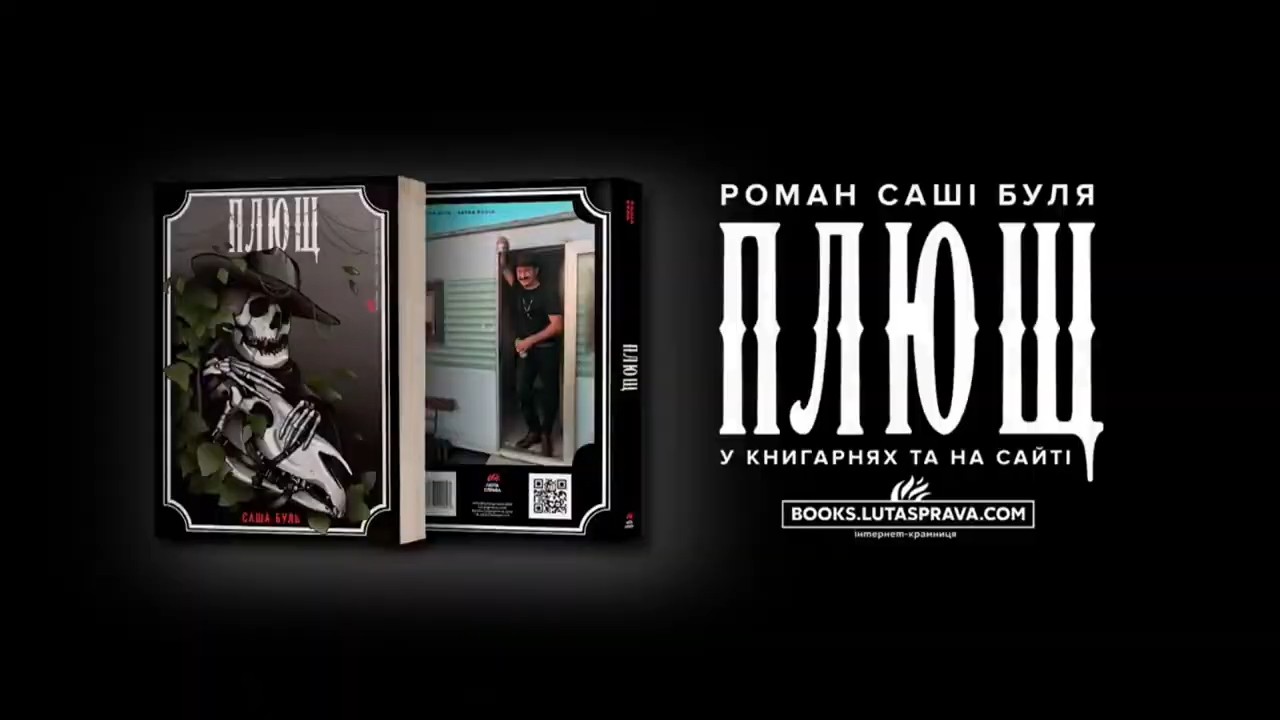 ПЛЮЩ
САША БУЛЬ
ПЛЮЩ
РОМАН САШІ БУЛЯ
ПЛЮЩ
У КНИГАРНЯХ ТА НА САЙТІ
BOOKS.LUTASPRAVA.COM
інтернет-крамниця